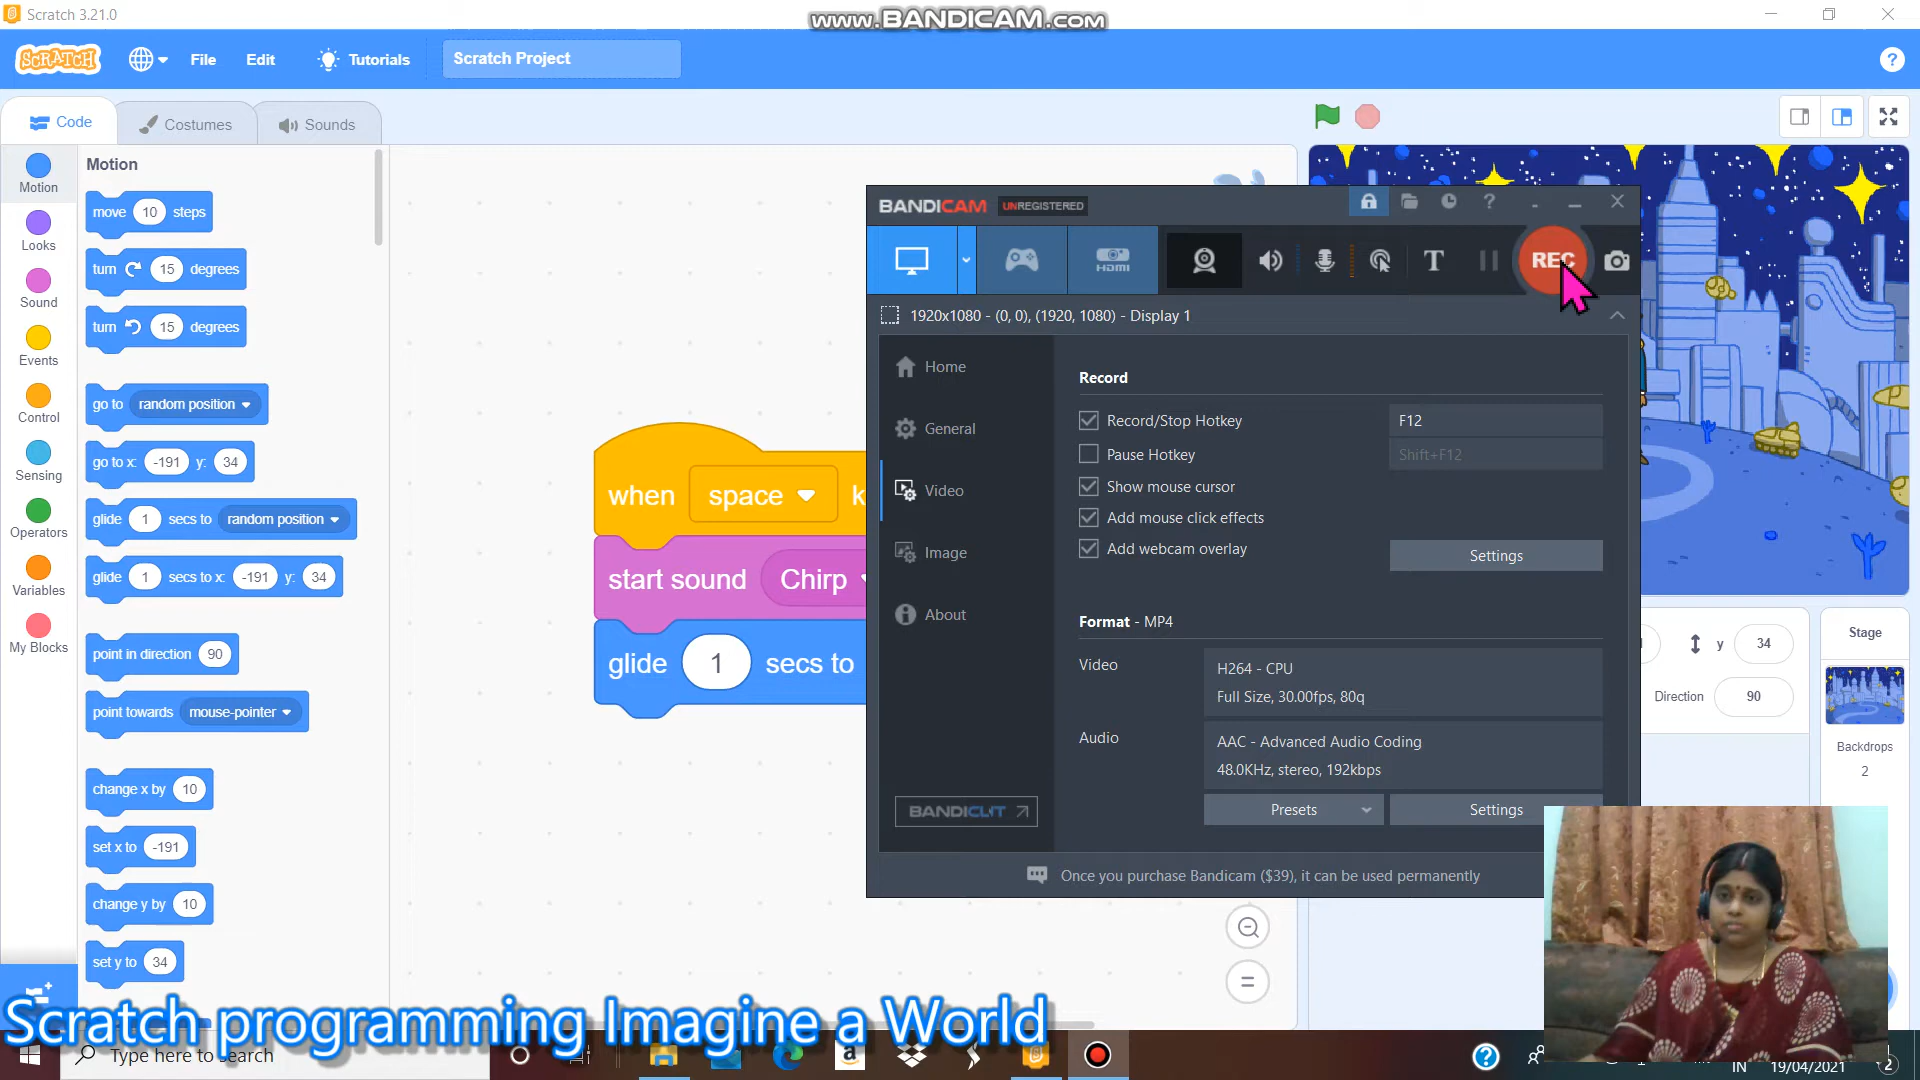 Scratch 3.21.0
www.BANDICAM.com
SCRATCH
File
Edit
Tutorials
Scratch Project
Code
Costumes
Sounds
Motion
Looks
Sound
Events
Control
Sensing
Operators
Variables
My Blocks
Motion
move 10 steps
turn 15 degrees
turn 15 degrees
go to random position
go to x: -191 y: 34
glide 1 secs to random position
glide 1 secs to x: -191 y: 34
point in direction 90
point towards mouse-pointer
change x by 10
set x to -191
change y by 10
set y to 34
when space k
start sound Chirp
glide 1 secs to
BANDICAM UNREGISTERED
HDMI
T
REC
1920x1080 - (0, 0), (1920, 1080) - Display 1
Home
General
Video
Image
About
BANDICUT
Record
Record/Stop Hotkey F12
Pause Hotkey Shift+F12
Show mouse cursor
Add mouse click effects
Add webcam overlay
Settings
Format - MP4
Video
H264 - CPU
Full Size, 30.00fps, 80q
Audio
AAC - Advanced Audio Coding
48.0KHz, stereo, 192kbps
Presets
Settings
Once you purchase Bandicam ($39), it can be used permanently
y 34
Direction 90
Stage
Backdrops
2
Scratch programming Imagine a World
Type here to search
IN
19/04/2021
2